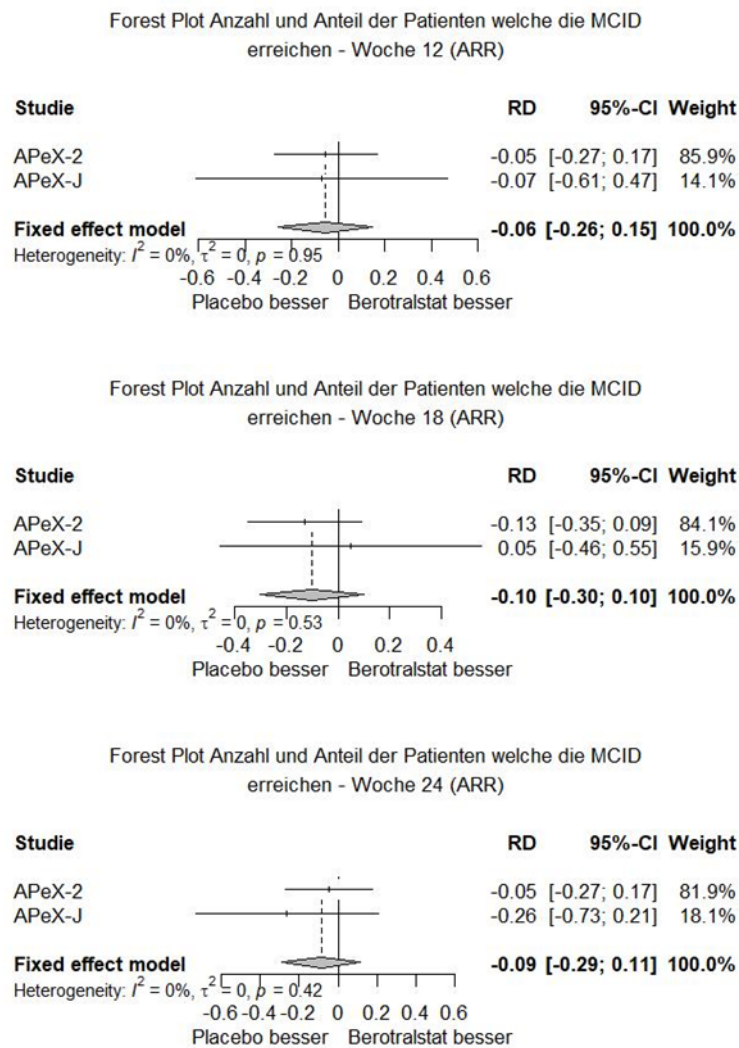 Forest Plot Anzahl und Anteil der Patienten welche die MCID
erreichen - Woche 12 (ARR)
Studie RD 95%-CI Weight
APeX-2 -0.05 [-0.27; 0.17] 85.9%
APeX-J -0.07 [-0.61; 0.47] 14.1%
Fixed effect model -0.06 [-0.26; 0.15] 100.0%
Heterogeneity: I² = 0%, τ² = 0, p = 0.95
-0.6 -0.4 -0.2 0 0.2 0.4 0.6
Placebo besser Berotralstat besser
Forest Plot Anzahl und Anteil der Patienten welche die MCID
erreichen - Woche 18 (ARR)
Studie RD 95%-CI Weight
APeX-2 -0.13 [-0.35; 0.09] 84.1%
APeX-J 0.05 [-0.46; 0.55] 15.9%
Fixed effect model -0.10 [-0.30; 0.10] 100.0%
Heterogeneity: I² = 0%, τ² = 0, p = 0.53
-0.4 -0.2 0 0.2 0.4
Placebo besser Berotralstat besser
Forest Plot Anzahl und Anteil der Patienten welche die MCID
erreichen - Woche 24 (ARR)
Studie RD 95%-CI Weight
APeX-2 -0.05 [-0.27; 0.17] 81.9%
APeX-J -0.26 [-0.73; 0.21] 18.1%
Fixed effect model -0.09 [-0.29; 0.11] 100.0%
Heterogeneity: I² = 0%, τ² = 0, p = 0.42
-0.6 -0.4 -0.2 0 0.2 0.4 0.6
Placebo besser Berotralstat besser